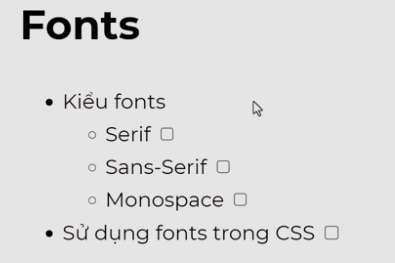 Fonts
Kiểu fonts
Serif
Sans-Serif
Monospace
Sử dụng fonts trong CSS